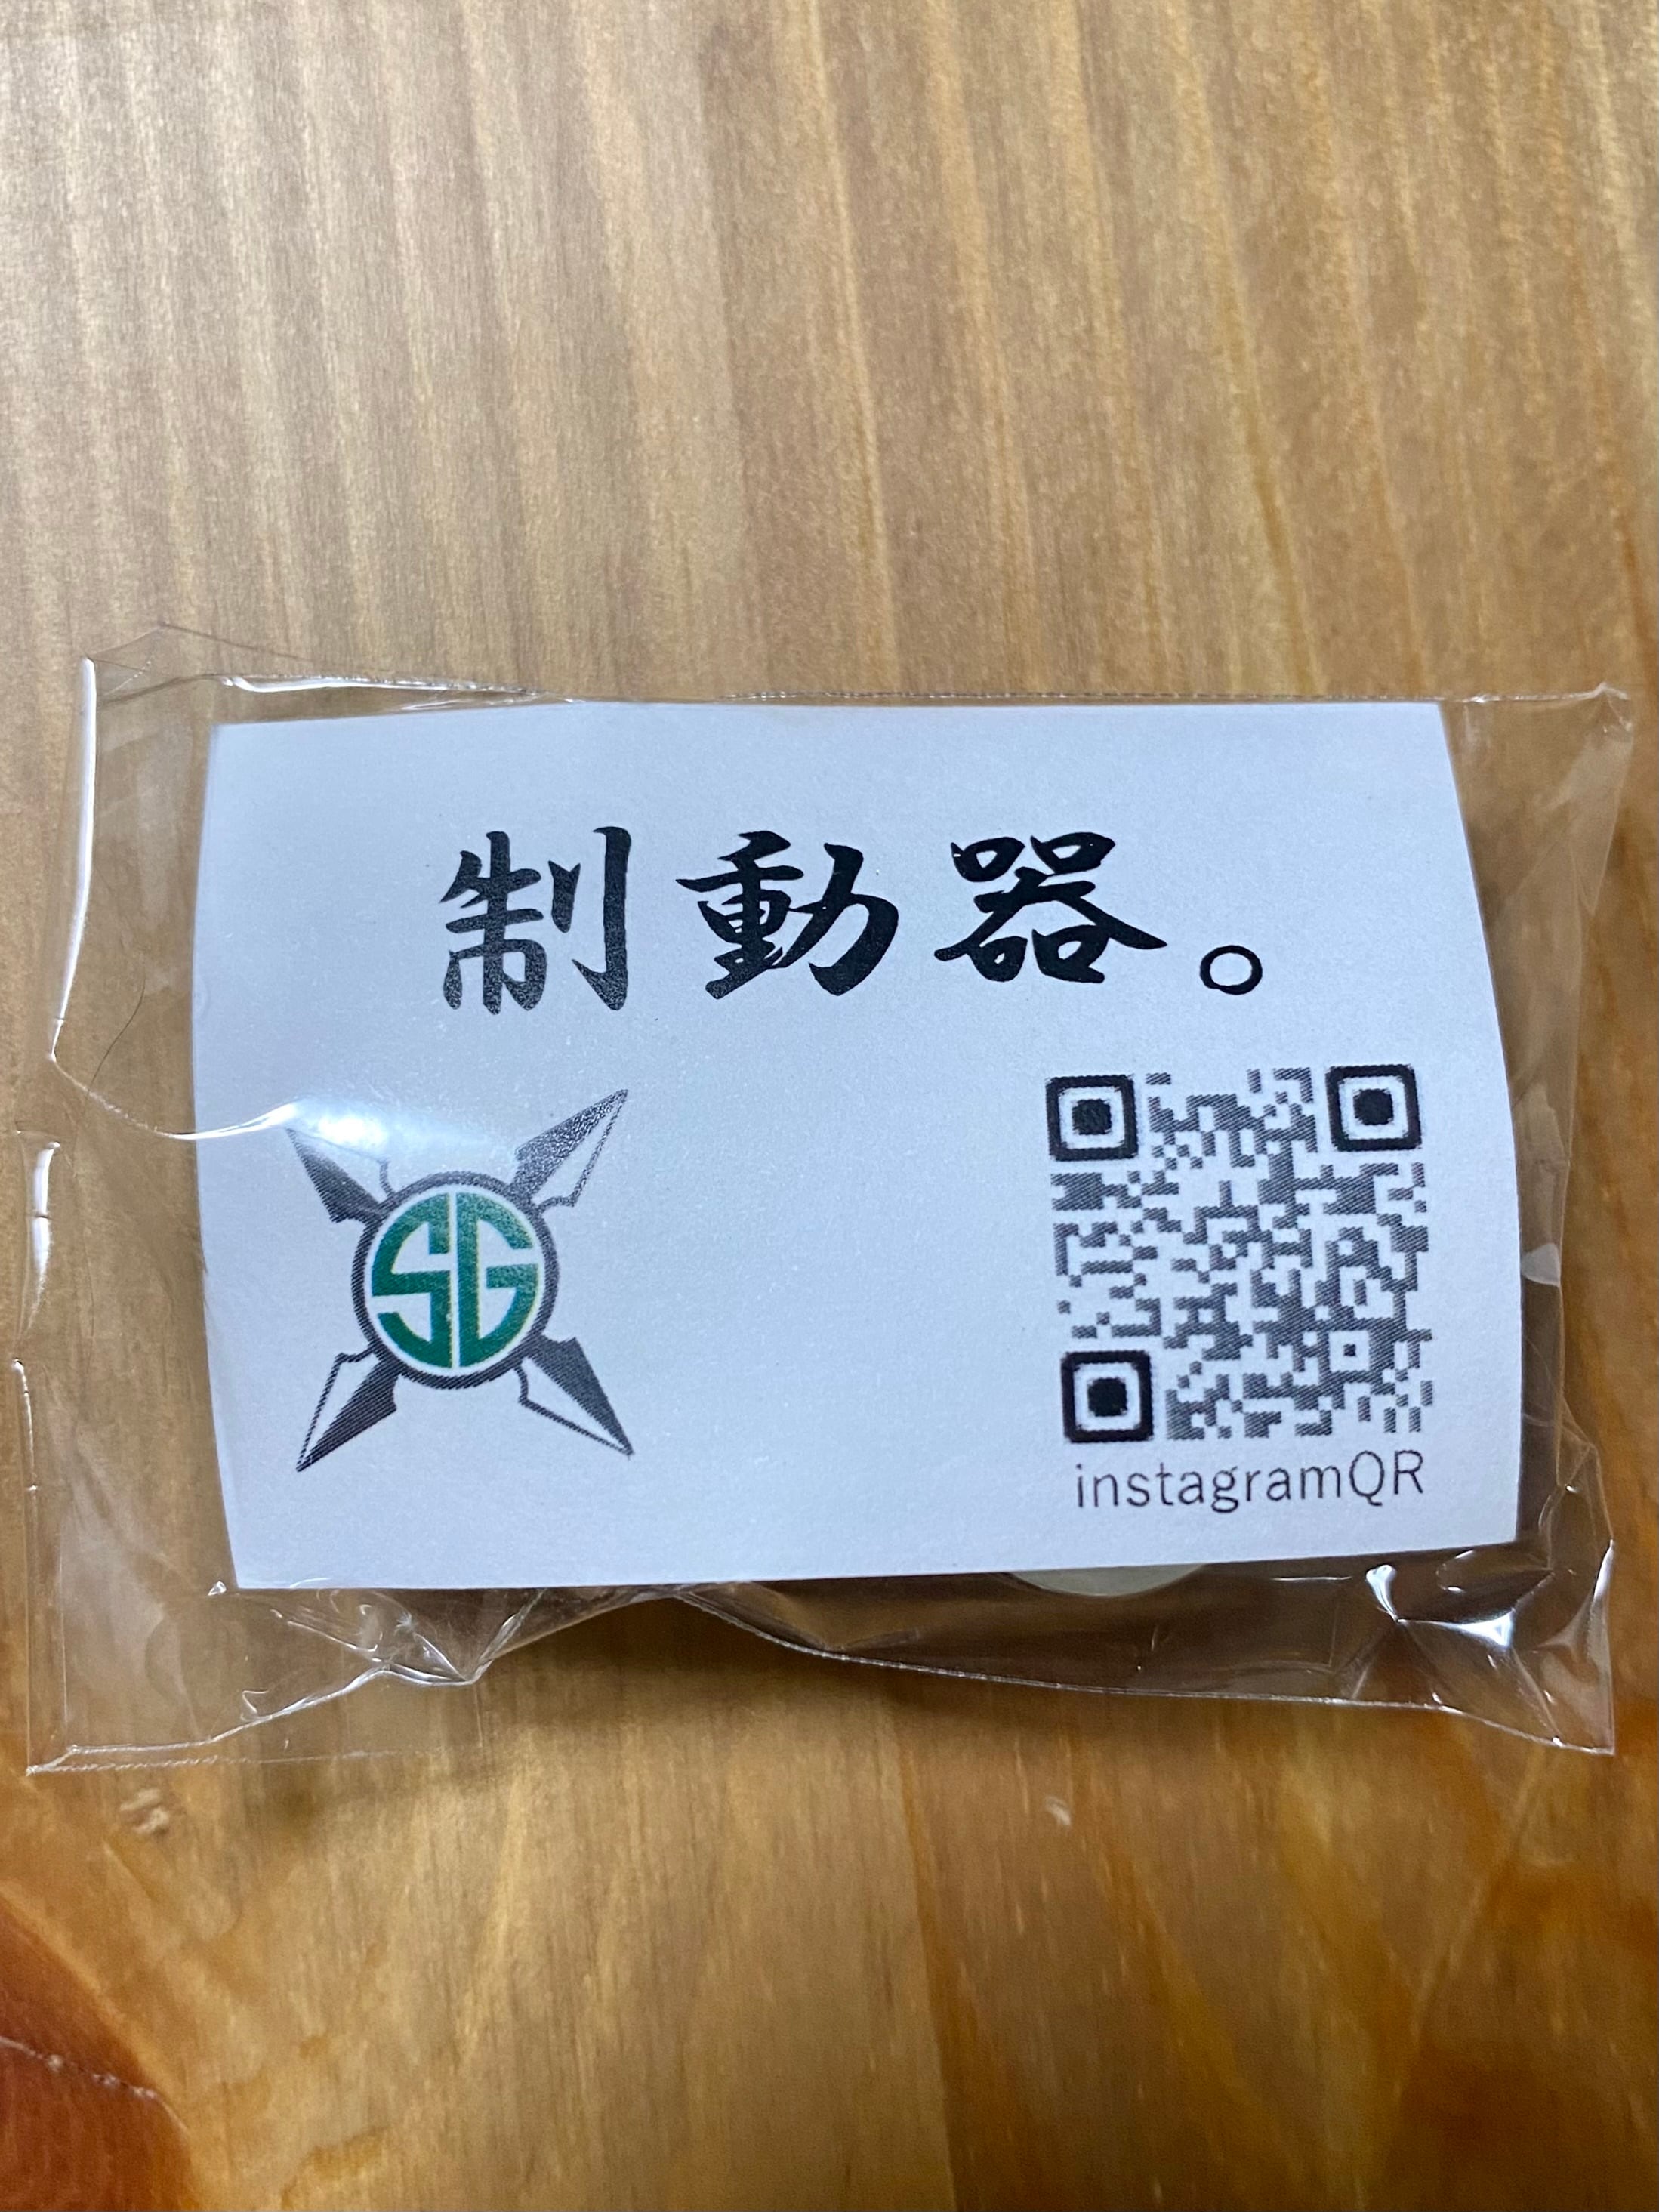 制動器。
SG
instagramQR